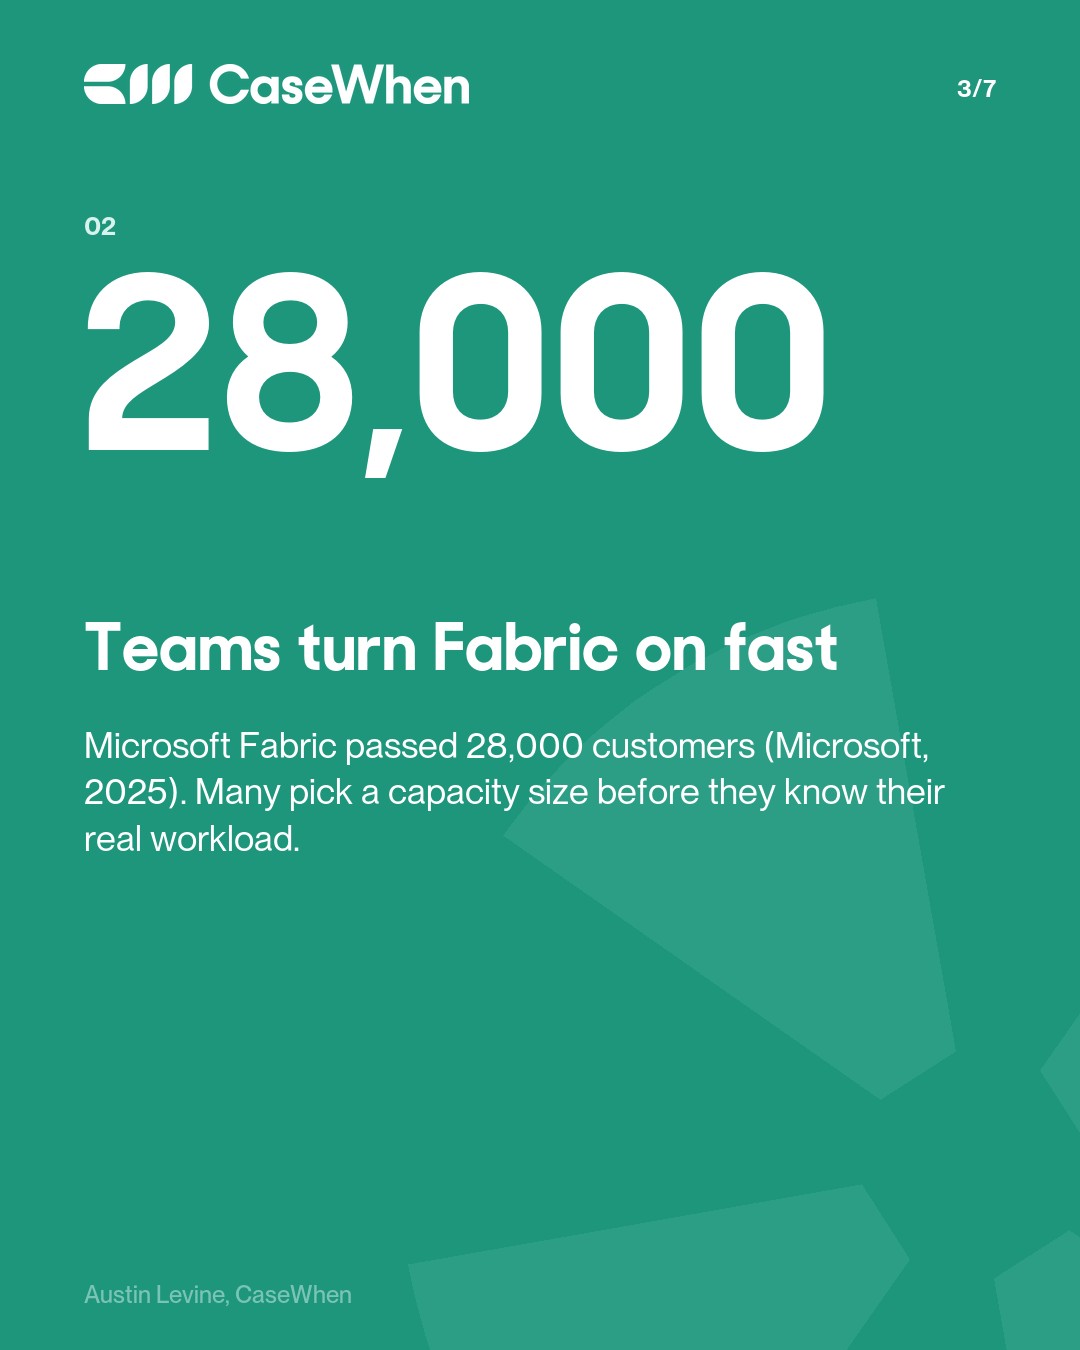 CaseWhen
3/7
02
28,000
Teams turn Fabric on fast
Microsoft Fabric passed 28,000 customers (Microsoft,
2025). Many pick a capacity size before they know their
real workload.
Austin Levine, CaseWhen